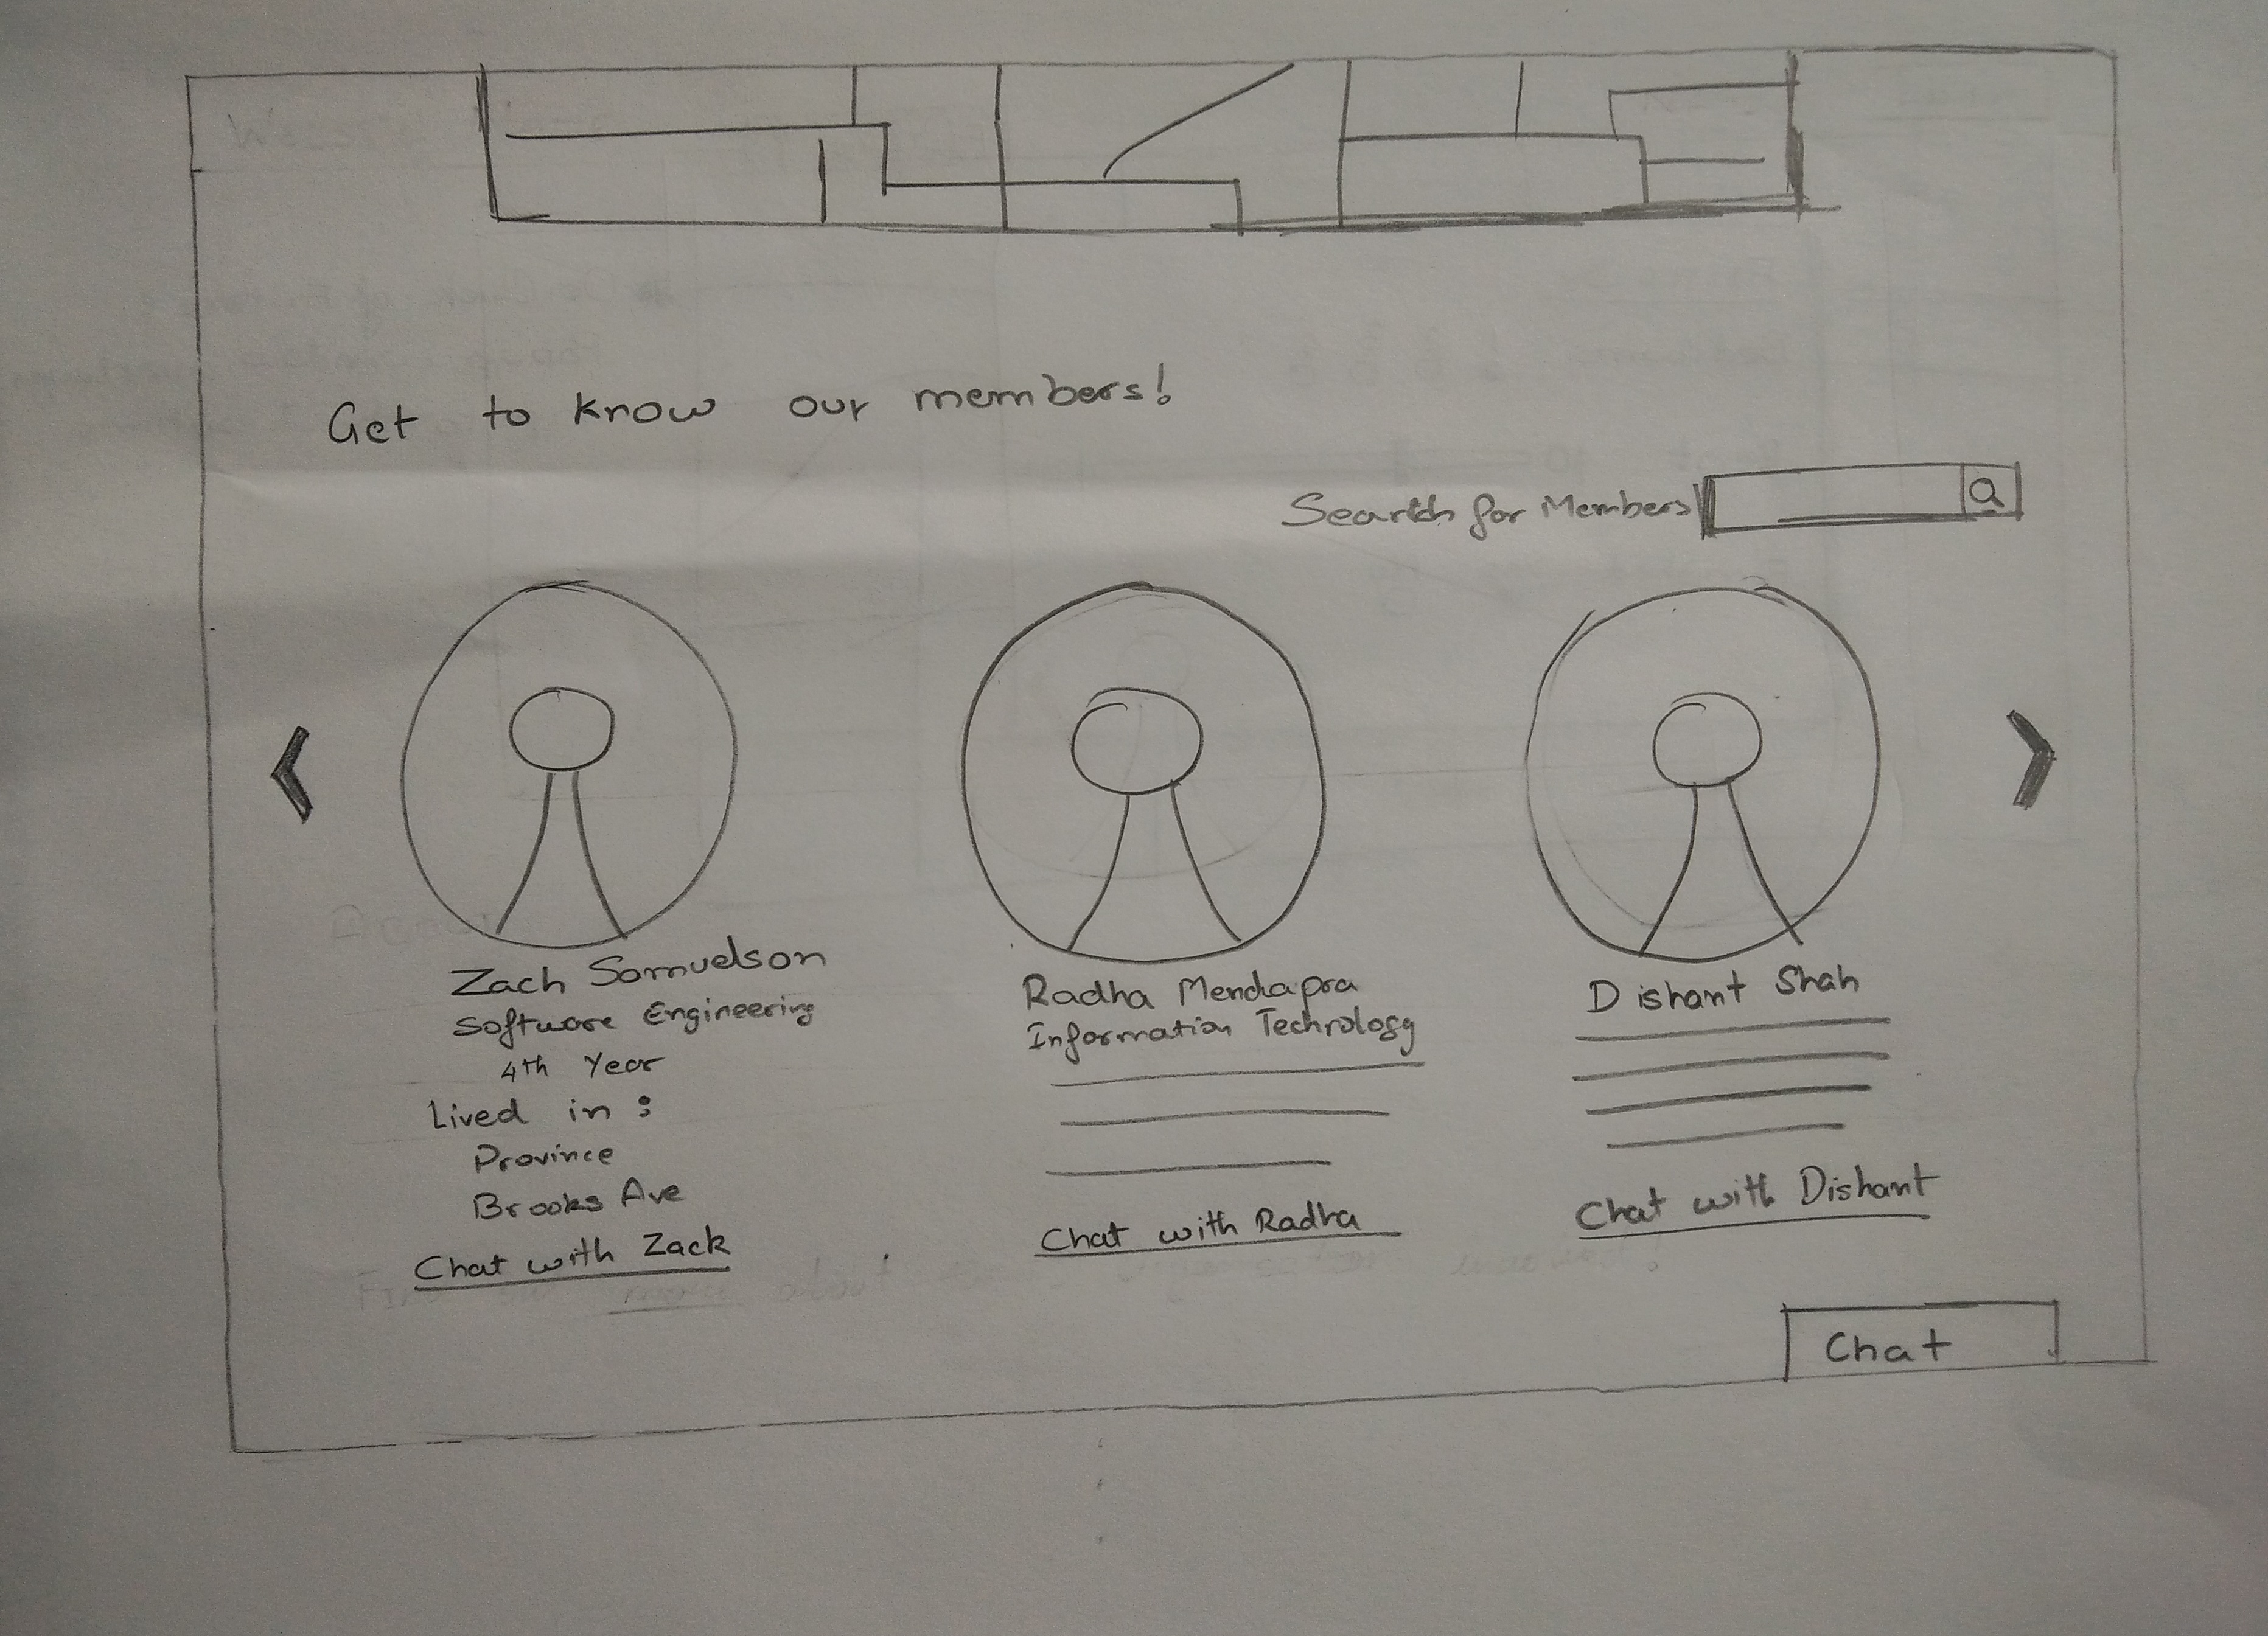 Get to know our members!
Search for Members
Zach Samuelson
Software Engineering
4th Year
Lived in :
Province
Brooks Ave
Chat with Zack
Radha Mendapra
Information Technology
Chat with Radha
Dishant Shah
Chat with Dishant
Chat